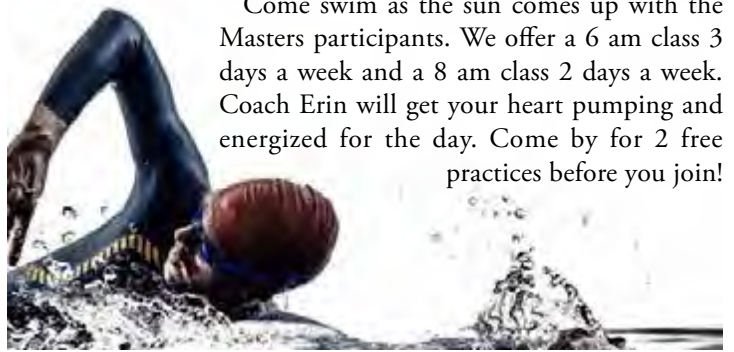 Come swim as the sun comes up with the
Masters participants. We offer a 6 am class 3
days a week and a 8 am class 2 days a week.
Coach Erin will get your heart pumping and
energized for the day. Come by for 2 free
practices before you join!